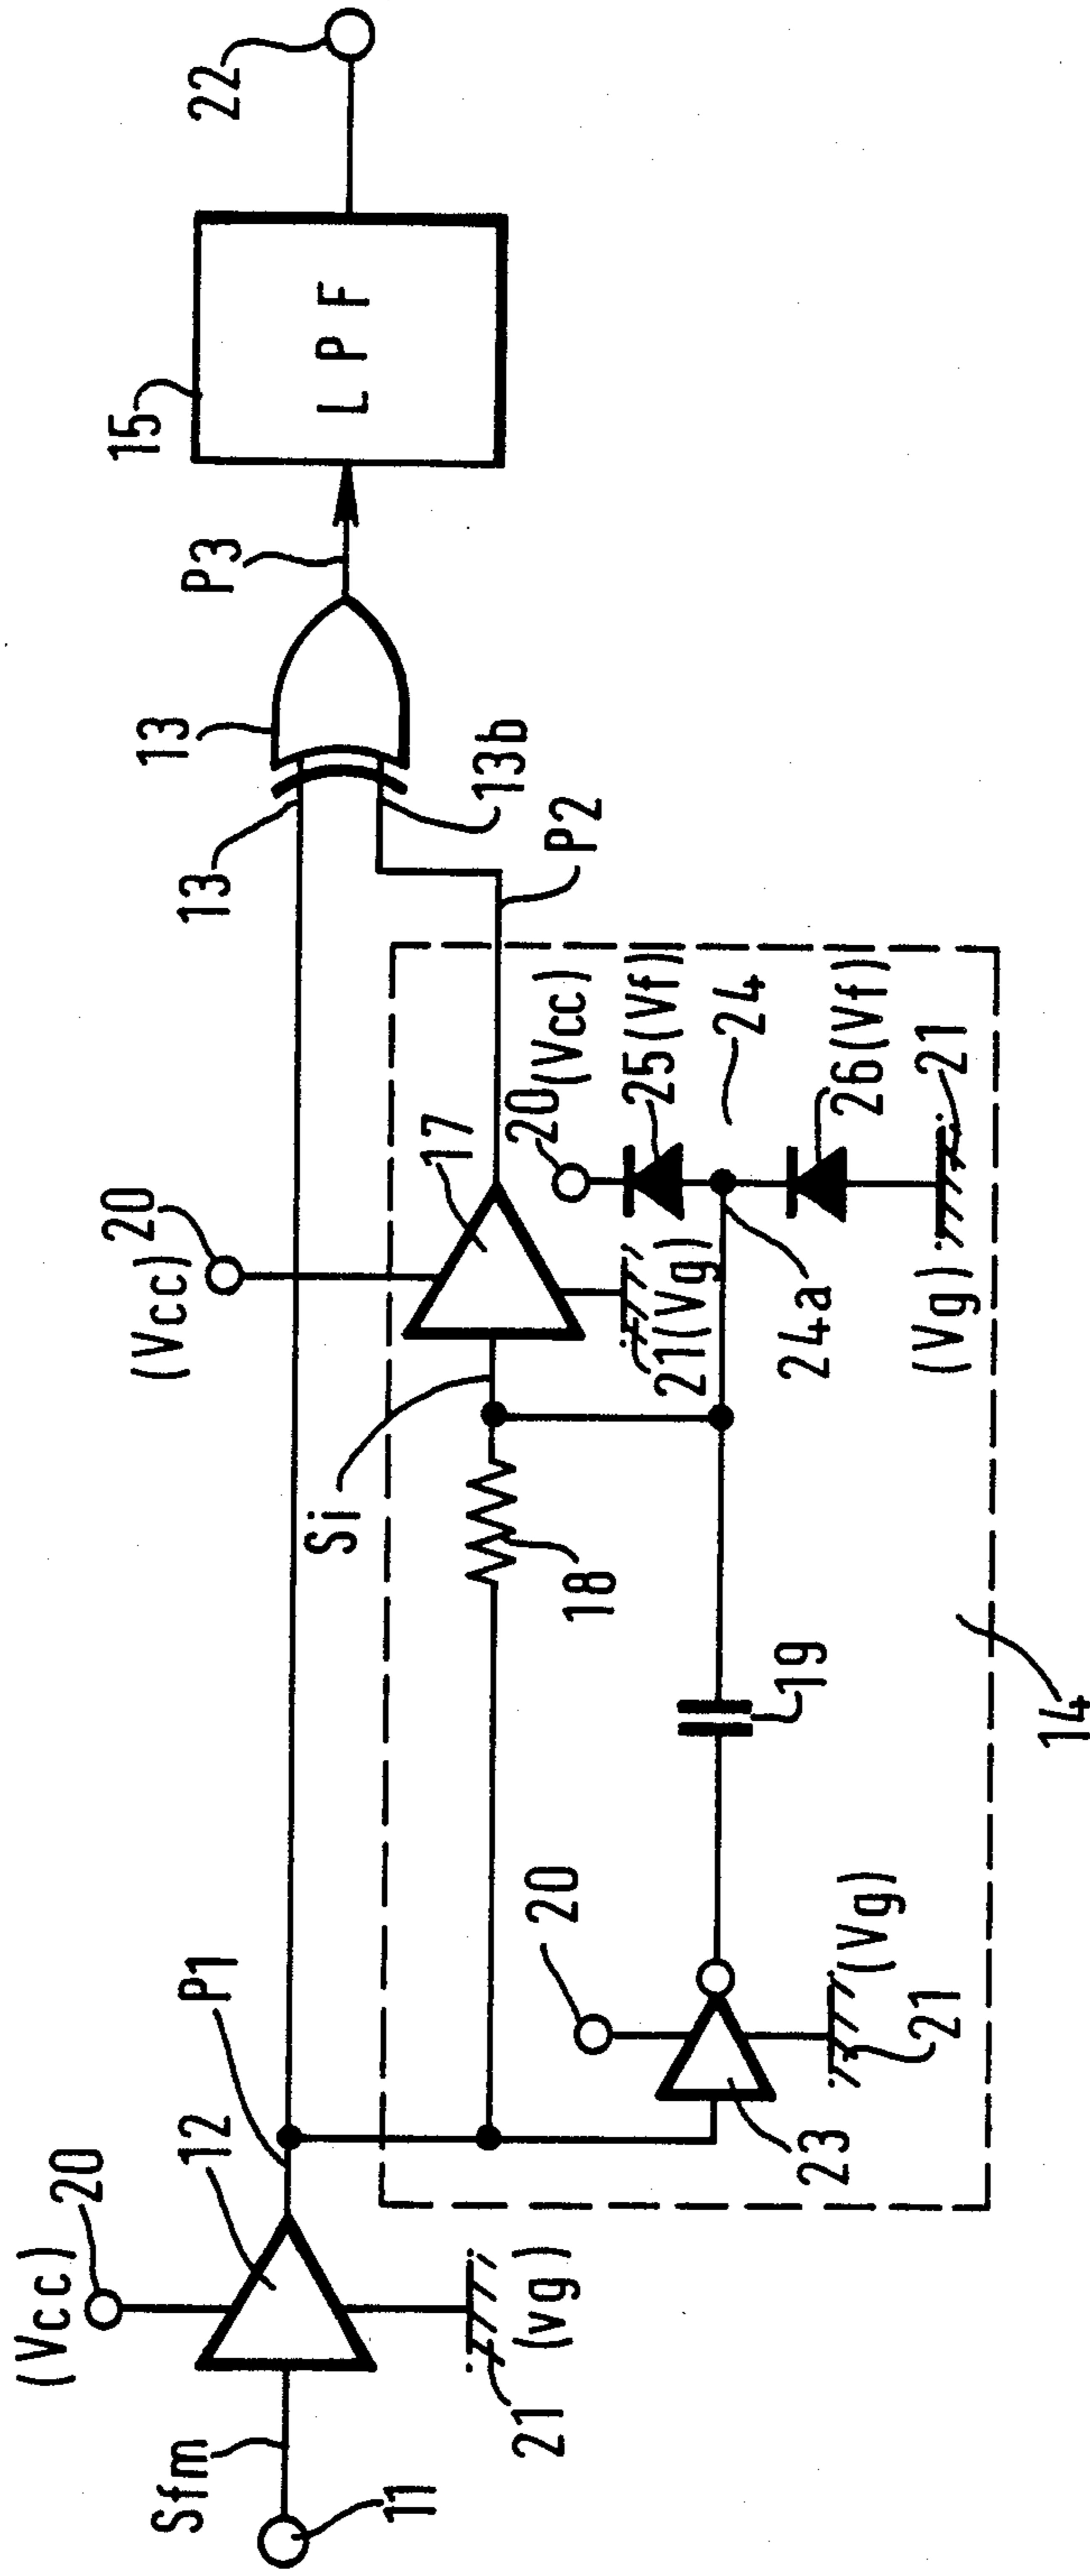 (Vcc)
20
Sfm
11
12
P1
21
(vg)
(Vcc)
20
Si
18
17
21(Vg)
20
23
21
(Vg)
19
20(Vcc)
25(Vf)
24
24a
26(Vf)
21
(Vg)
14
P2
13
13
13b
P3
15
L P F
22